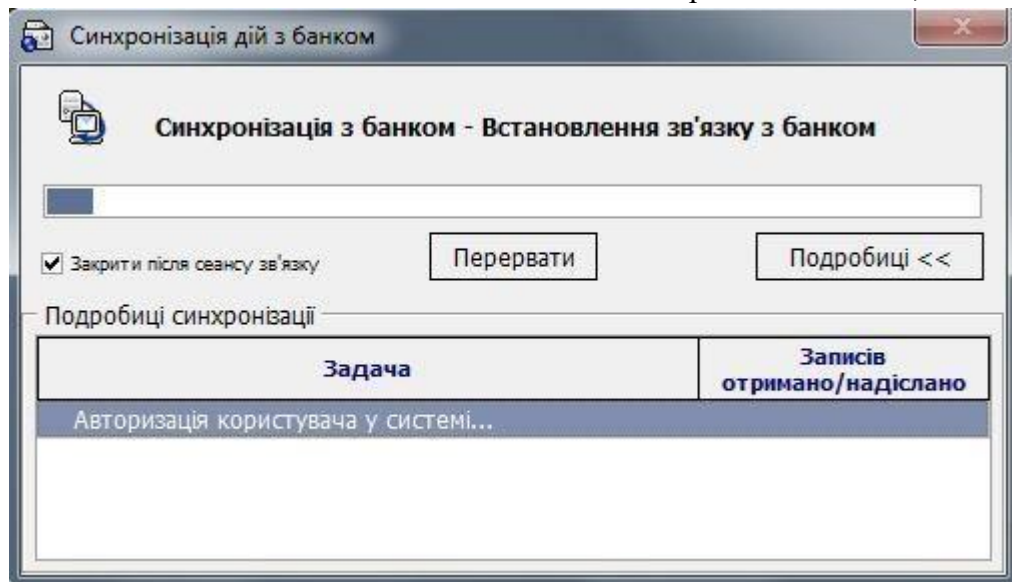 Синхронізація дій з банком
Синхронізація з банком - Встановлення зв'язку з банком
Закрити після сеансу зв'язку
Перервати
Подробиці <<
Подробиці синхронізації
Задача
Записів
отримано/надіслано
Авторизація користувача у системі...